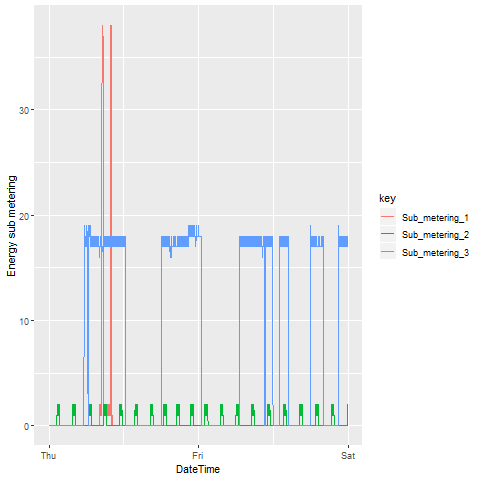 Energy sub metering
30
20
10
0
Thu
Fri
Sat
DateTime
key
Sub_metering_1
Sub_metering_2
Sub_metering_3